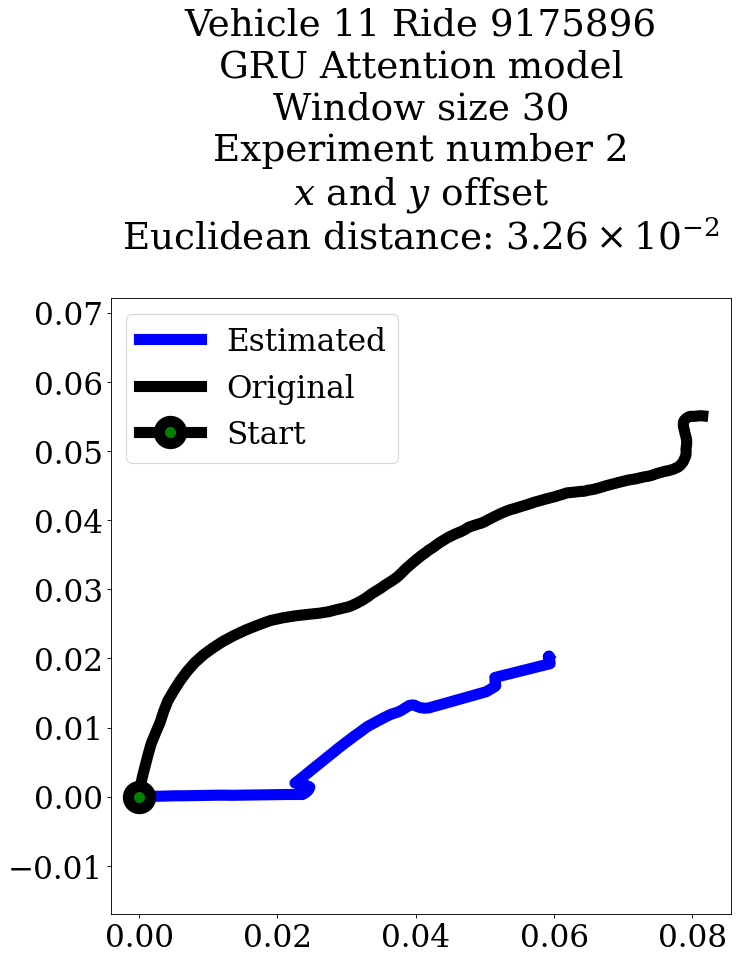 Vehicle 11 Ride 9175896
GRU Attention model
Window size 30
Experiment number 2
x and y offset
Euclidean distance: 3.26 × 10⁻²
0.07
0.06
0.05
0.04
0.03
0.02
0.01
0.00
−0.01
Estimated
Original
Start
0.00 0.02 0.04 0.06 0.08